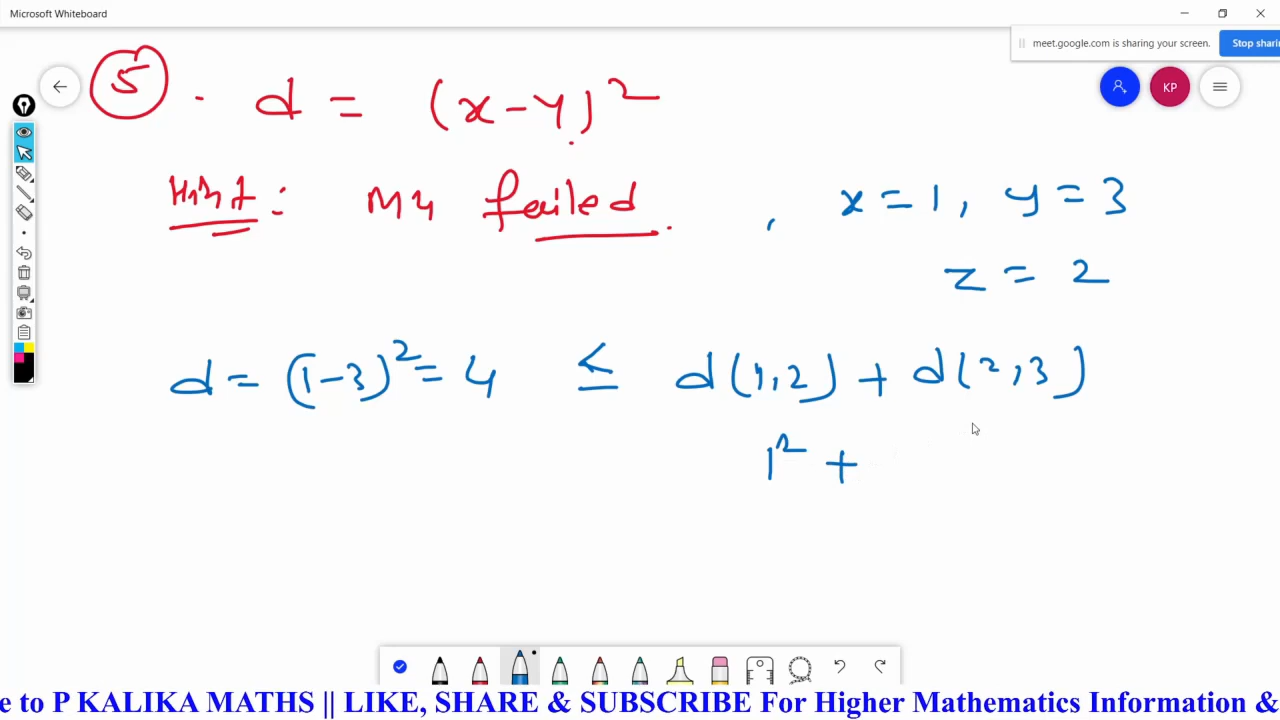 Microsoft Whiteboard
meet.google.com is sharing your screen.
Stop shari
KP
5 . d = (x-y)²
Hint : M4 failed . , x = 1 , y = 3
z = 2
d = (1-3)² = 4 ≤ d(1,2) + d(2,3)
1² +
e to P KALIKA MATHS || LIKE, SHARE & SUBSCRIBE For Higher Mathematics Information &